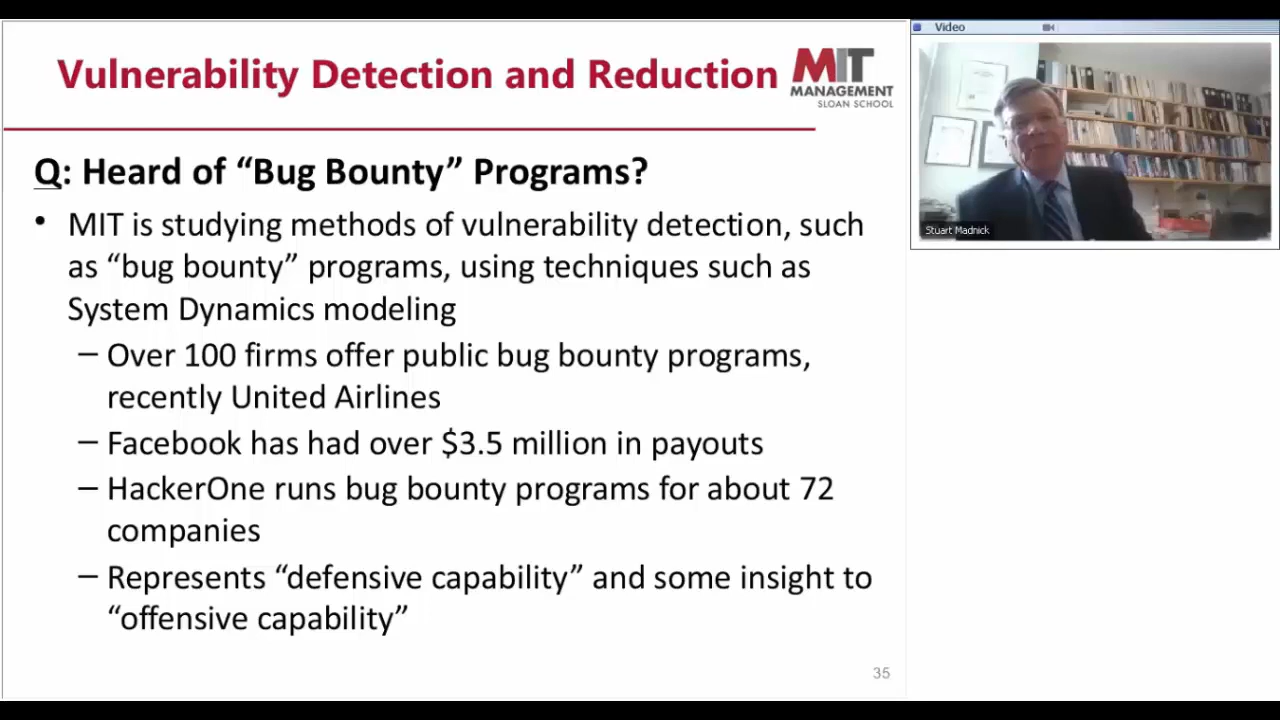 Vulnerability Detection and Reduction
MIT
MANAGEMENT
SLOAN SCHOOL
Q: Heard of “Bug Bounty” Programs?
• MIT is studying methods of vulnerability detection, such
as “bug bounty” programs, using techniques such as
System Dynamics modeling
– Over 100 firms offer public bug bounty programs,
recently United Airlines
– Facebook has had over $3.5 million in payouts
– HackerOne runs bug bounty programs for about 72
companies
– Represents “defensive capability” and some insight to
“offensive capability”
35
Video
Stuart Madnick